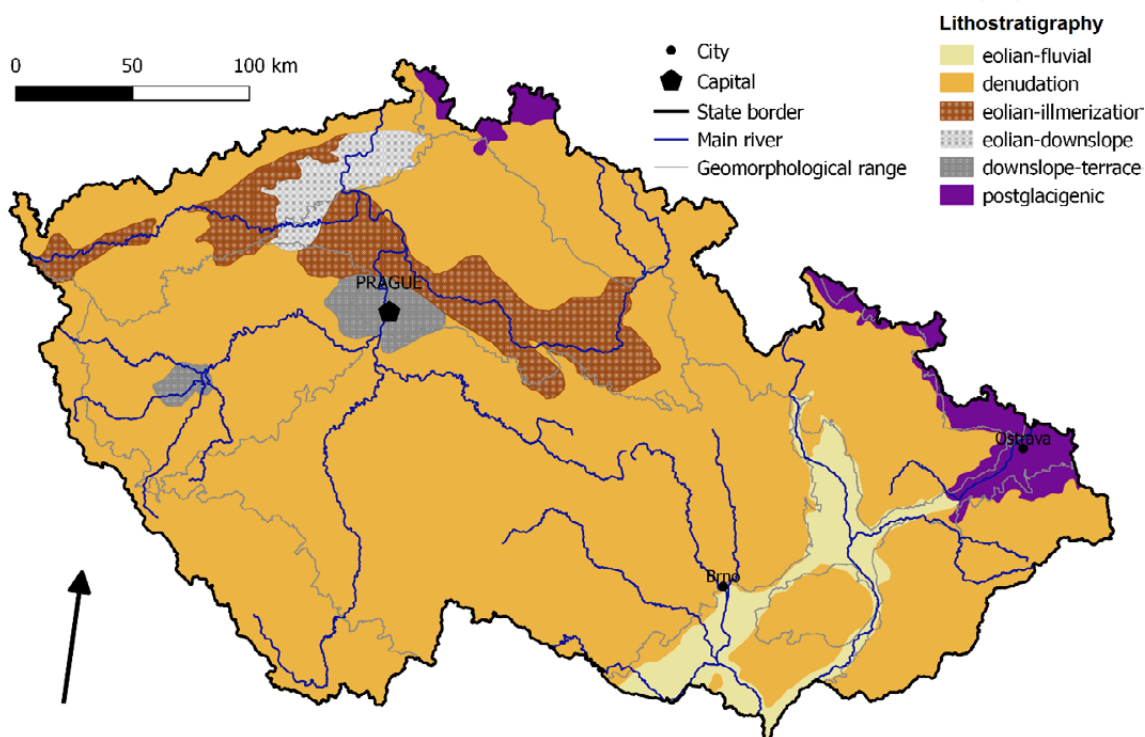 0 50 100 km
City
Capital
State border
Main river
Geomorphological range
Lithostratigraphy
eolian-fluvial
denudation
eolian-illmerization
eolian-downslope
downslope-terrace
postglacigenic
PRAGUE
Ostrava
Brno